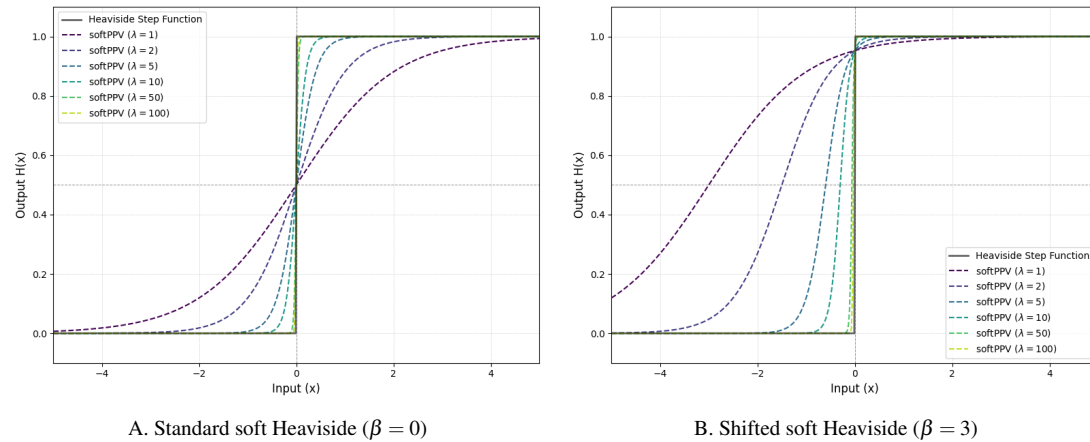 Heaviside Step Function
softPPV (λ = 1)
softPPV (λ = 2)
softPPV (λ = 5)
softPPV (λ = 10)
softPPV (λ = 50)
softPPV (λ = 100)
1.0
0.8
0.6
0.4
0.2
0.0
Output H(x)
−4
−2
0
2
4
Input (x)
A. Standard soft Heaviside (β = 0)
1.0
0.8
0.6
0.4
0.2
0.0
Output H(x)
Heaviside Step Function
softPPV (λ = 1)
softPPV (λ = 2)
softPPV (λ = 5)
softPPV (λ = 10)
softPPV (λ = 50)
softPPV (λ = 100)
−4
−2
0
2
4
Input (x)
B. Shifted soft Heaviside (β = 3)